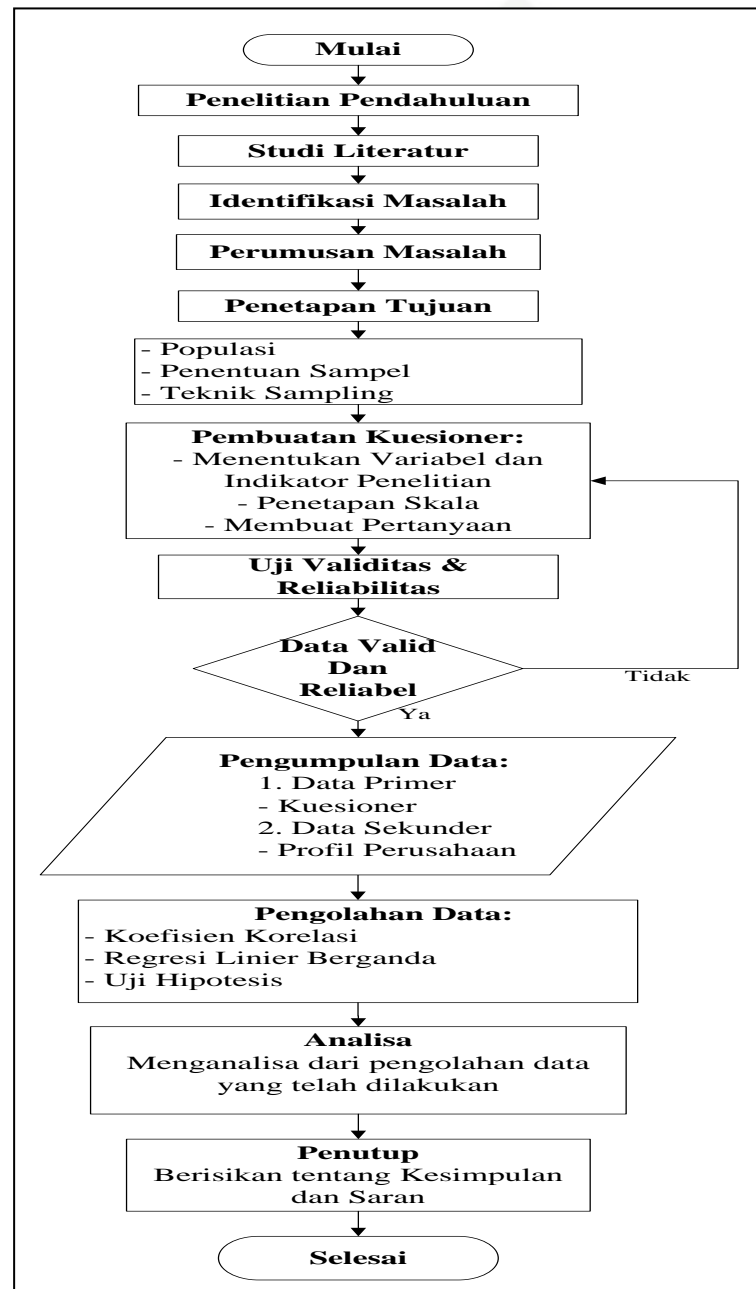 Mulai
Penelitian Pendahuluan
Studi Literatur
Identifikasi Masalah
Perumusan Masalah
Penetapan Tujuan
- Populasi
- Penentuan Sampel
- Teknik Sampling
Pembuatan Kuesioner:
- Menentukan Variabel dan
Indikator Penelitian
- Penetapan Skala
- Membuat Pertanyaan
Uji Validitas &
Reliabilitas
Data Valid
Dan
Reliabel
Tidak
Ya
Pengumpulan Data:
1. Data Primer
- Kuesioner
2. Data Sekunder
- Profil Perusahaan
Pengolahan Data:
- Koefisien Korelasi
- Regresi Linier Berganda
- Uji Hipotesis
Analisa
Menganalisa dari pengolahan data
yang telah dilakukan
Penutup
Berisikan tentang Kesimpulan
dan Saran
Selesai